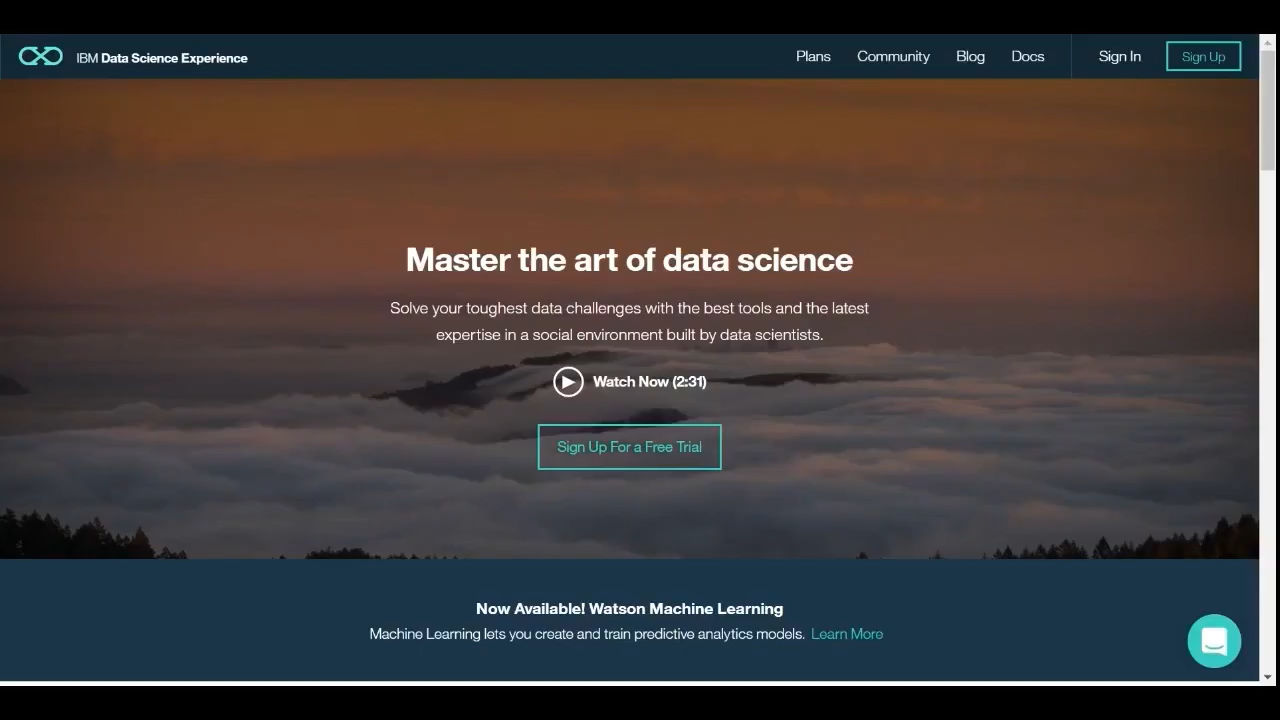 IBM Data Science Experience
Plans
Community
Blog
Docs
Sign In
Sign Up
Master the art of data science
Solve your toughest data challenges with the best tools and the latest
expertise in a social environment built by data scientists.
Watch Now (2:31)
Sign Up For a Free Trial
Now Available! Watson Machine Learning
Machine Learning lets you create and train predictive analytics models. Learn More